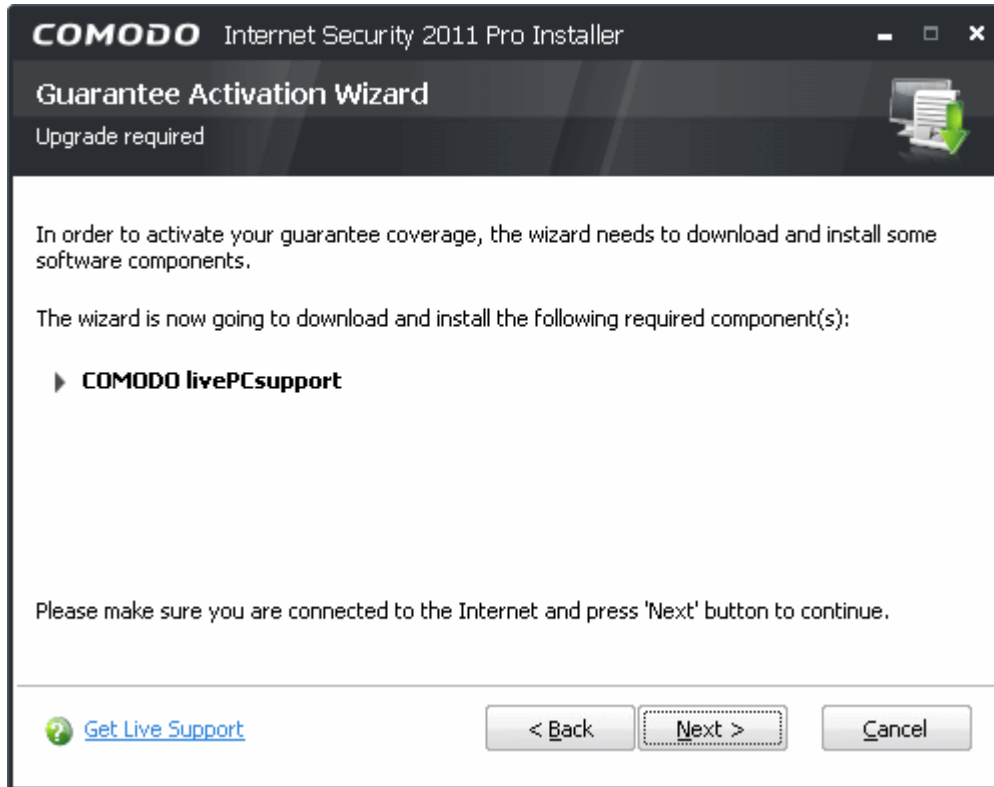 COMODO Internet Security 2011 Pro Installer
Guarantee Activation Wizard
Upgrade required
In order to activate your guarantee coverage, the wizard needs to download and install some
software components.
The wizard is now going to download and install the following required component(s):
COMODO livePCsupport
Please make sure you are connected to the Internet and press 'Next' button to continue.
Get Live Support
< Back
Next >
Cancel